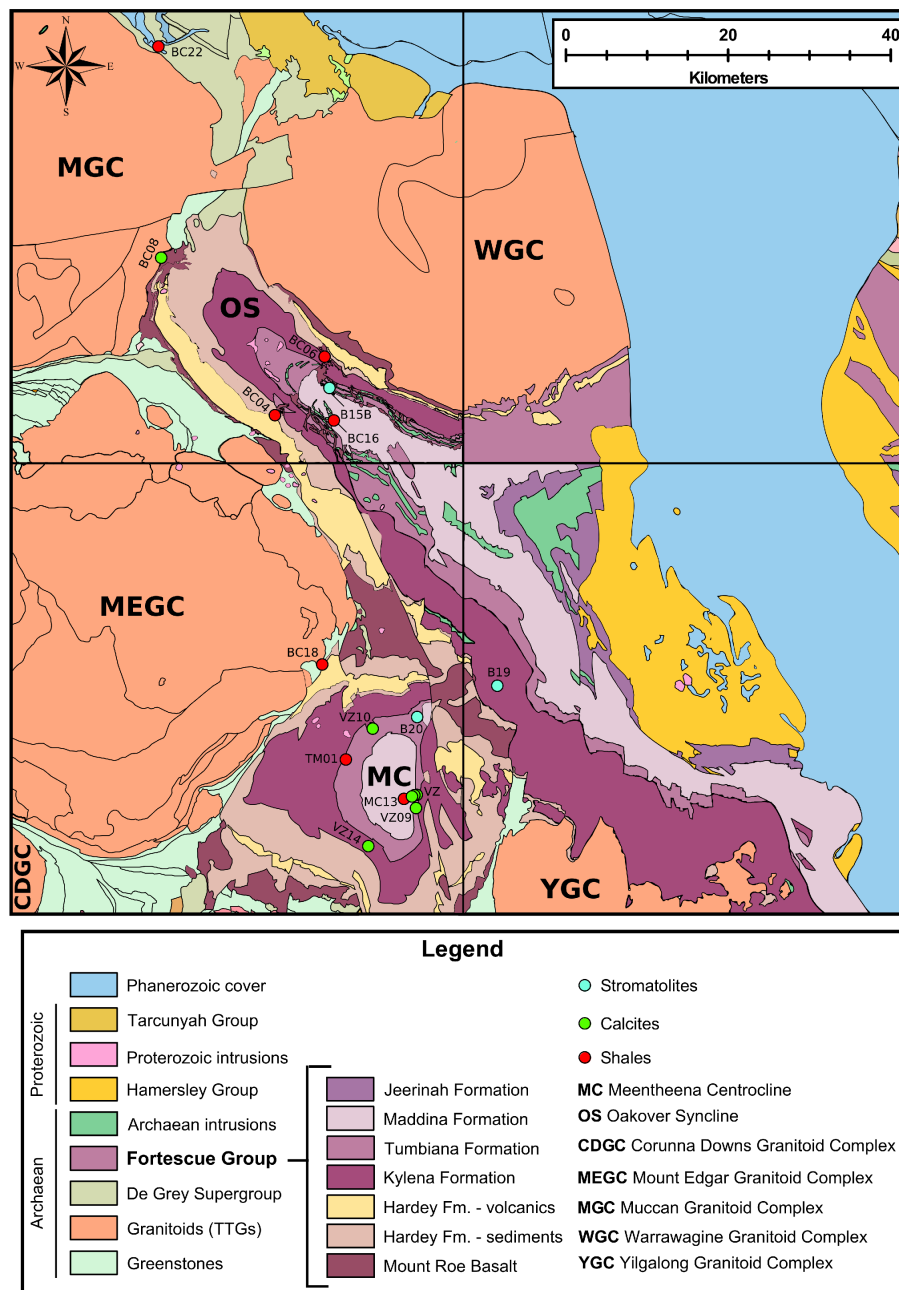 N
W E
S
0 20 40
Kilometers
BC22
MGC
WGC
BC08
OS
BC06
BC04
B15B
BC16
MEGC
BC18
B19
VZ10
B20
TM01
MC
VZ
MC13
VZ09
VZ14
CDGC
YGC
Legend
Proterozoic
Archaean
Phanerozoic cover
Tarcunyah Group
Proterozoic intrusions
Hamersley Group
Archaean intrusions
Fortescue Group
De Grey Supergroup
Granitoids (TTGs)
Greenstones
Jeerinah Formation
Maddina Formation
Tumbiana Formation
Kylena Formation
Hardey Fm. - volcanics
Hardey Fm. - sediments
Mount Roe Basalt
Stromatolites
Calcites
Shales
MC Meentheena Centrocline
OS Oakover Syncline
CDGC Corunna Downs Granitoid Complex
MEGC Mount Edgar Granitoid Complex
MGC Muccan Granitoid Complex
WGC Warrawagine Granitoid Complex
YGC Yilgalong Granitoid Complex